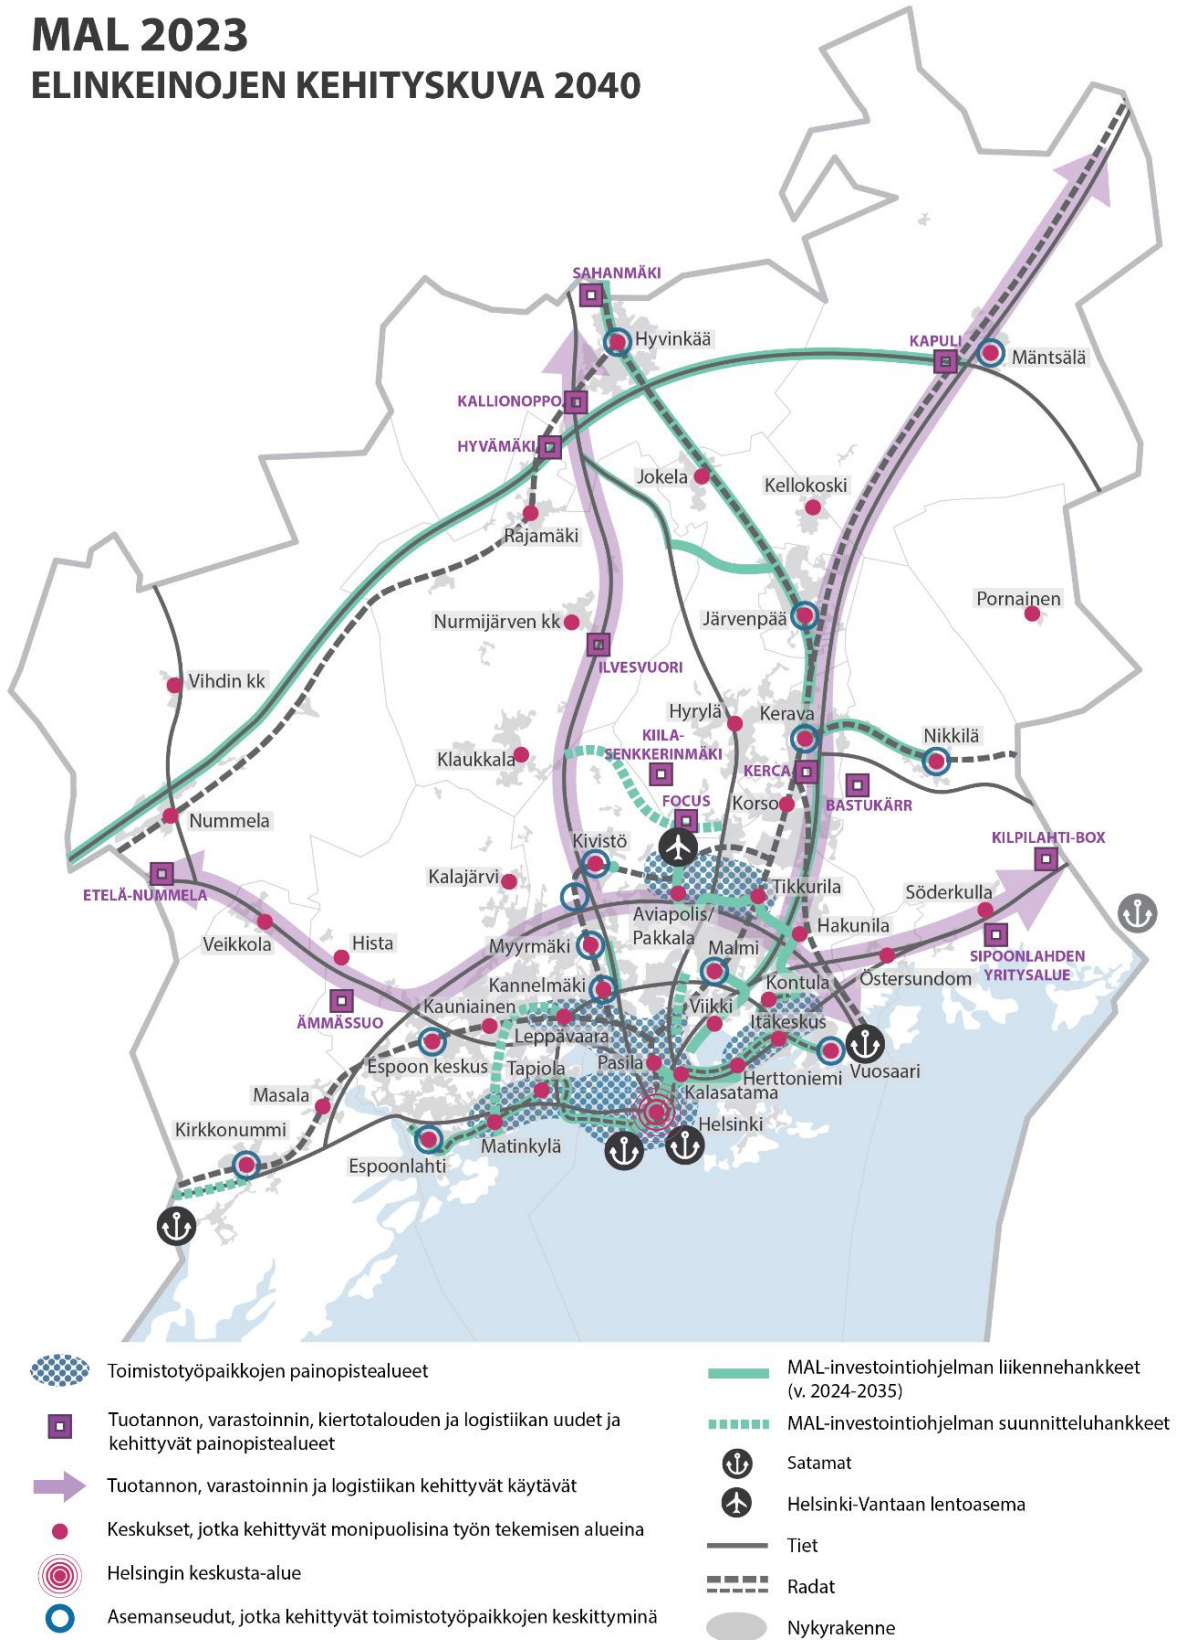 MAL 2023
ELINKEINOJEN KEHITYSKUVA 2040
SAHANMÄKI
Hyvinkää
KAPULI
Mäntsälä
KALLIONOPPO
HYVÄMÄKI
Jokela
Kellokoski
Rajamäki
Pornainen
Nurmijärven kk
Järvenpää
ILVESVUORI
Vihdin kk
Hyrylä
Kerava
KIILA-
SENKKERINMÄKI
Nikkilä
Klaukkala
KERCA
FOCUS
Korso
BASTUKÄRR
Nummela
KILPILAHTI-BOX
Kivistö
Kalajärvi
Tikkurila
ETELÄ-NUMMELA
Söderkulla
Aviapolis/
Pakkala
Hakunila
Veikkola
Hista
Myyrmäki
Malmi
SIPOONLAHDEN
YRITYSALUE
Östersundom
Kannelmäki
Kontula
Kauniainen
Viikki
ÄMMÄSSUO
Itäkeskus
Leppävaara
Espoon keskus
Tapiola
Pasila
Herttoniemi
Vuosaari
Masala
Kalasatama
Kirkkonummi
Helsinki
Matinkylä
Espoonlahti
Toimistotyöpaikkojen painopistealueet
Tuotannon, varastoinnin, kiertotalouden ja logistiikan uudet ja
kehittyvät painopistealueet
Tuotannon, varastoinnin ja logistiikan kehittyvät käytävät
Keskukset, jotka kehittyvät monipuolisina työn tekemisen alueina
Helsingin keskusta-alue
Asemanseudut, jotka kehittyvät toimistotyöpaikkojen keskittyminä
MAL-investointiohjelman liikennehankkeet
(v. 2024-2035)
MAL-investointiohjelman suunnitteluhankkeet
Satamat
Helsinki-Vantaan lentoasema
Tiet
Radat
Nykyrakenne